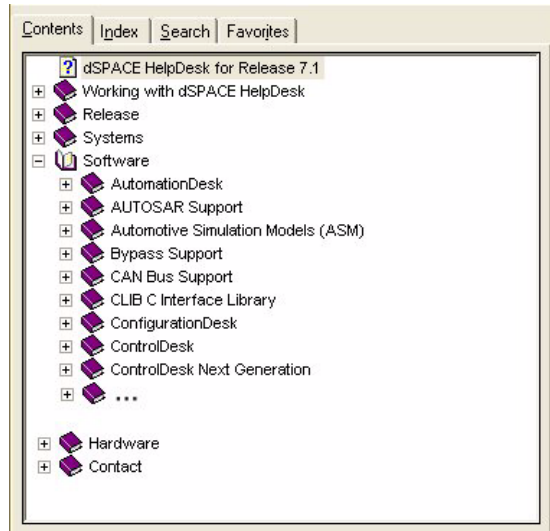 Contents Index Search Favorites
dSPACE HelpDesk for Release 7.1
Working with dSPACE HelpDesk
Release
Systems
Software
AutomationDesk
AUTOSAR Support
Automotive Simulation Models (ASM)
Bypass Support
CAN Bus Support
CLIB C Interface Library
ConfigurationDesk
ControlDesk
ControlDesk Next Generation
...
Hardware
Contact